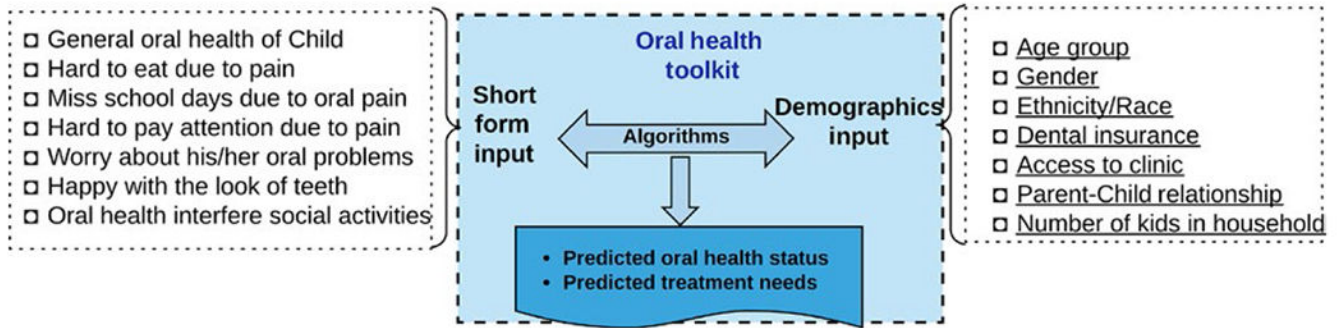 ◘ General oral health of Child
◘ Hard to eat due to pain
◘ Miss school days due to oral pain
◘ Hard to pay attention due to pain
◘ Worry about his/her oral problems
◘ Happy with the look of teeth
◘ Oral health interfere social activities
Oral health
toolkit
Short
form
input
Algorithms
Demographics
input
• Predicted oral health status
• Predicted treatment needs
◘ Age group
◘ Gender
◘ Ethnicity/Race
◘ Dental insurance
◘ Access to clinic
◘ Parent-Child relationship
◘ Number of kids in household